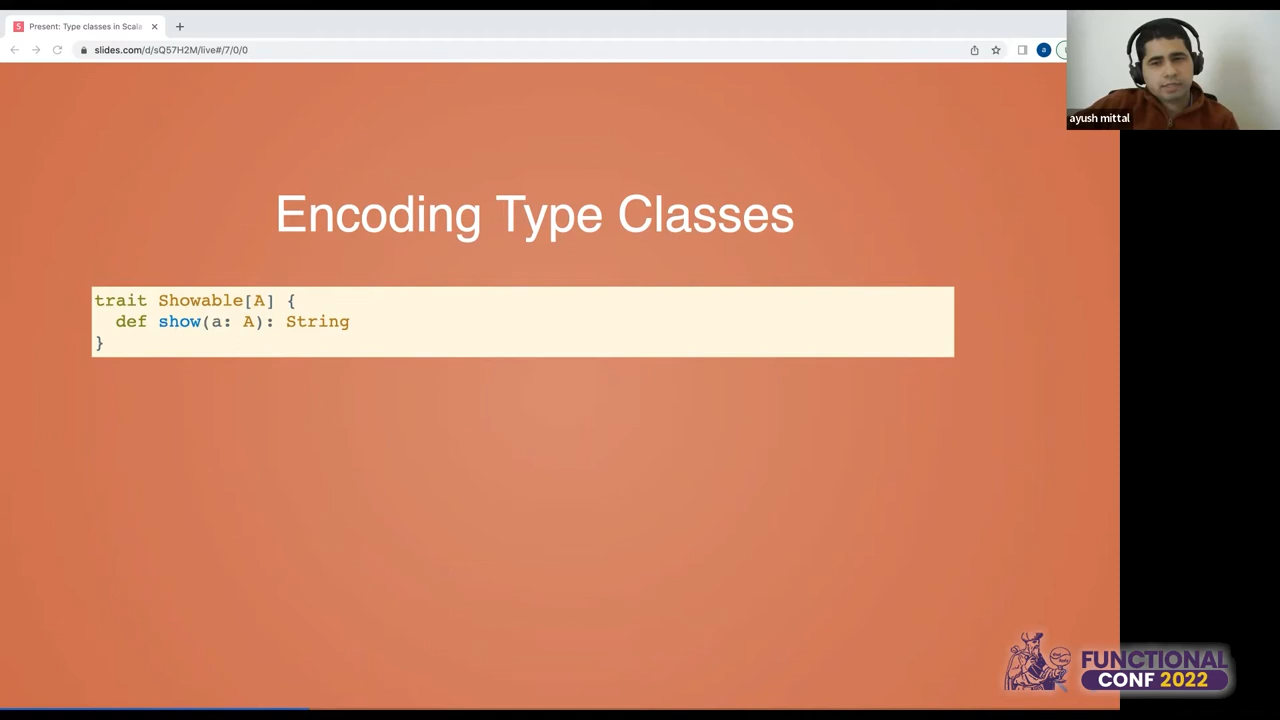 S Present: Type classes in Scala
slides.com/d/sQ57H2M/live#/7/0/0
a
ayush mittal
Encoding Type Classes
trait Showable[A] {
  def show(a: A): String
}
FUNCTIONAL
CONF 2022